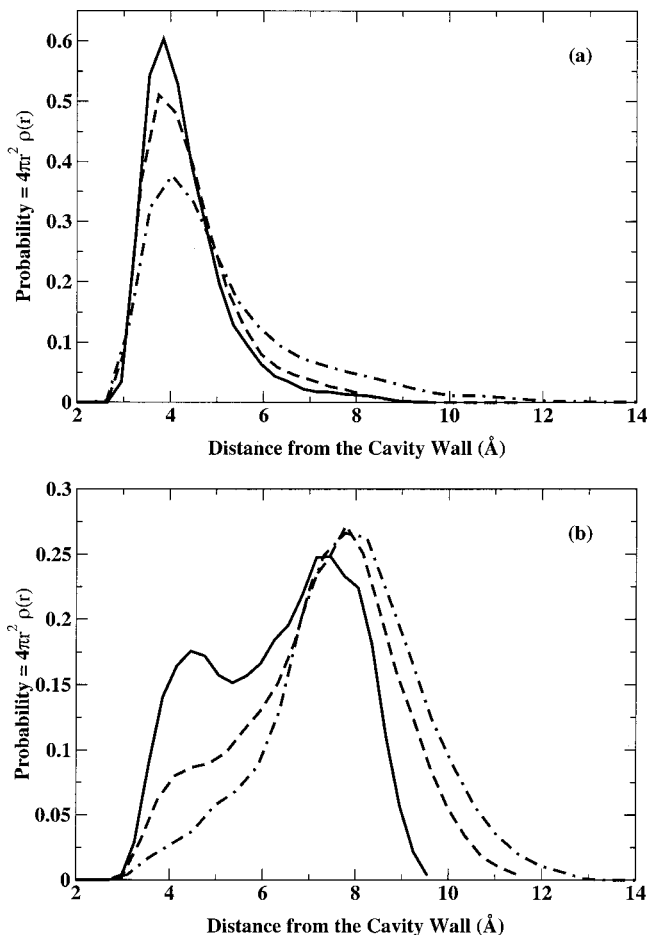 (a)
Probability = 4πr² ρ(r)
0.6
0.5
0.4
0.3
0.2
0.1
0
2 4 6 8 10 12 14
Distance from the Cavity Wall (Å)
(b)
Probability = 4πr² ρ(r)
0.3
0.25
0.2
0.15
0.1
0.05
0
2 4 6 8 10 12 14
Distance from the Cavity Wall (Å)